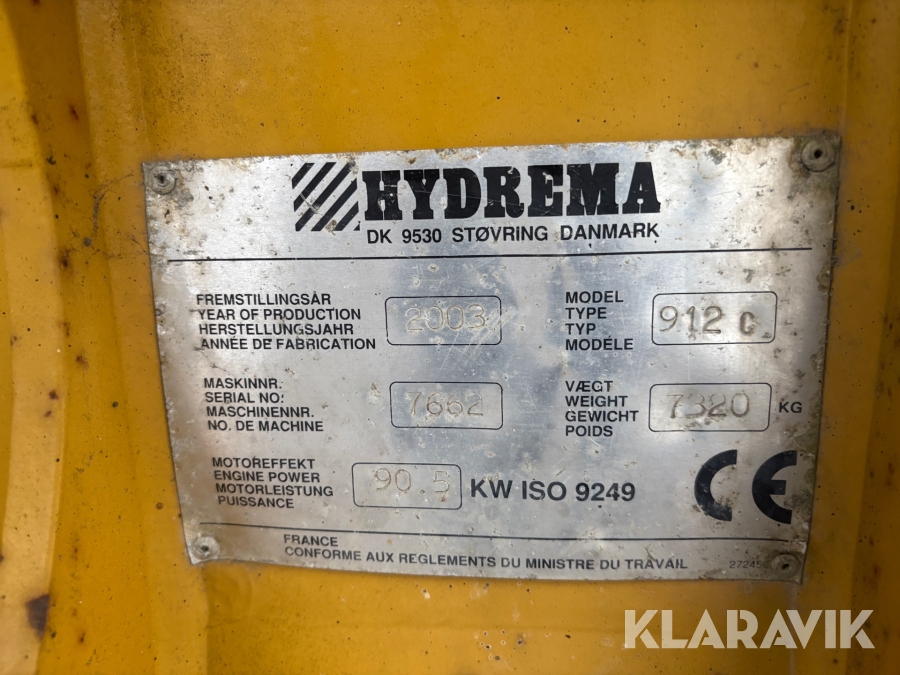 HYDREMA
DK 9530 STØVRING DANMARK
FREMSTILLINGSÅR
YEAR OF PRODUCTION
HERSTELLUNGSJAHR
ANNÉE DE FABRICATION
2003
MODEL
TYPE
TYP
MODÉLE
912 C
MASKINNR.
SERIAL NO:
MASCHINENNR.
NO. DE MACHINE
7662
VÆGT
WEIGHT
GEWICHT
POIDS
7320 KG
MOTOREFFEKT
ENGINE POWER
MOTORLEISTUNG
PUISSANCE
90.5 KW ISO 9249
CE
FRANCE
CONFORME AUX REGLEMENTS DU MINISTRE DU TRAVAIL
KLARAVIK